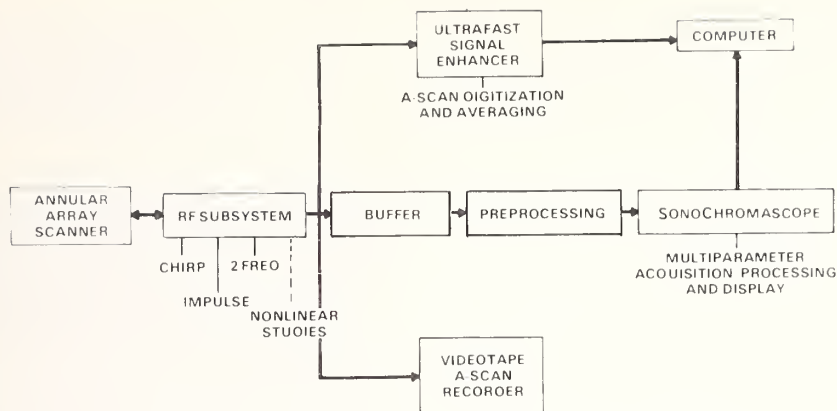 ULTRAFAST
SIGNAL
ENHANCER
COMPUTER
A-SCAN DIGITIZATION
AND AVERAGING
ANNULAR
ARRAY
SCANNER
RF SUBSYSTEM
BUFFER
PREPROCESSING
SONOCHROMASCOPE
CHIRP
2 FREQ
IMPULSE
NONLINEAR
STUDIES
MULTIPARAMETER
ACQUISITION PROCESSING
AND DISPLAY
VIDEOTAPE
A-SCAN
RECORDER